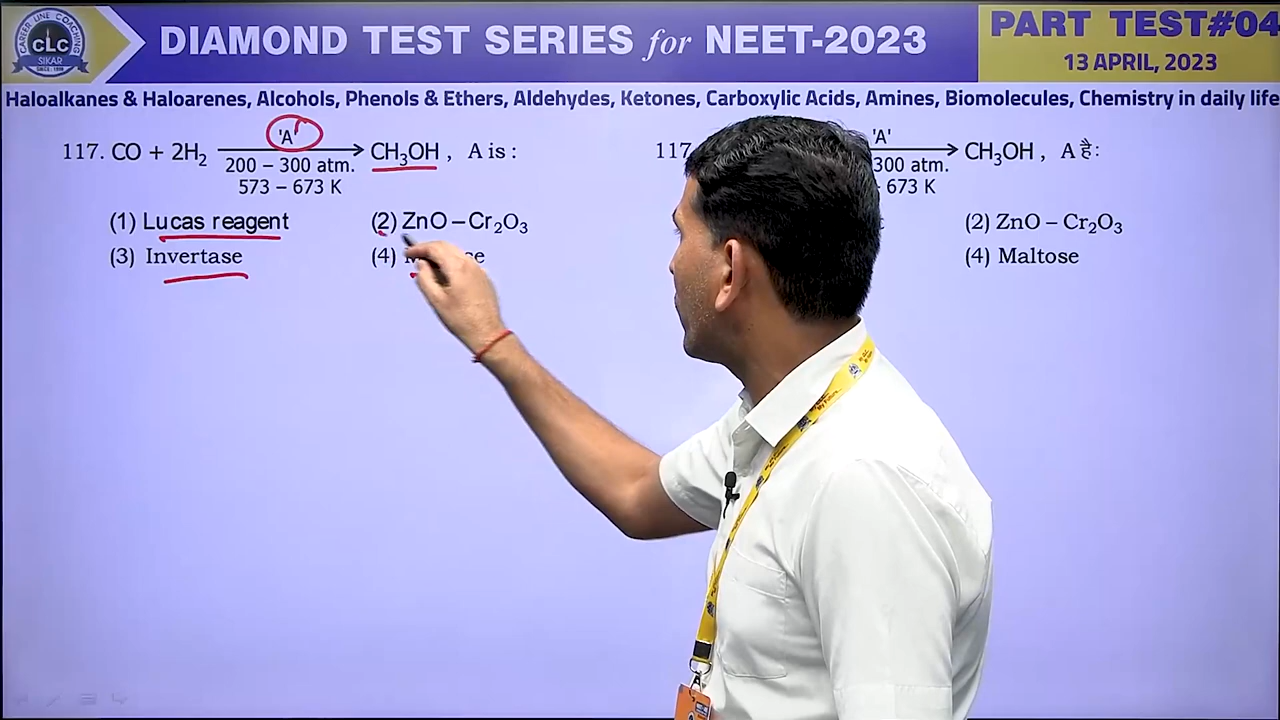 CAREER LINE COACHING
CLC
SIKAR
DIAMOND TEST SERIES for NEET-2023
PART TEST#04
13 APRIL, 2023
Haloalkanes & Haloarenes, Alcohols, Phenols & Ethers, Aldehydes, Ketones, Carboxylic Acids, Amines, Biomolecules, Chemistry in daily life
'A'
117. CO + 2H₂ ⟶ CH₃OH , A is :
200 – 300 atm.
573 – 673 K
(1) Lucas reagent (2) ZnO – Cr₂O₃
(3) Invertase (4)
'A'
117 ⟶ CH₃OH , A है:
300 atm.
673 K
(2) ZnO – Cr₂O₃
(4) Maltose